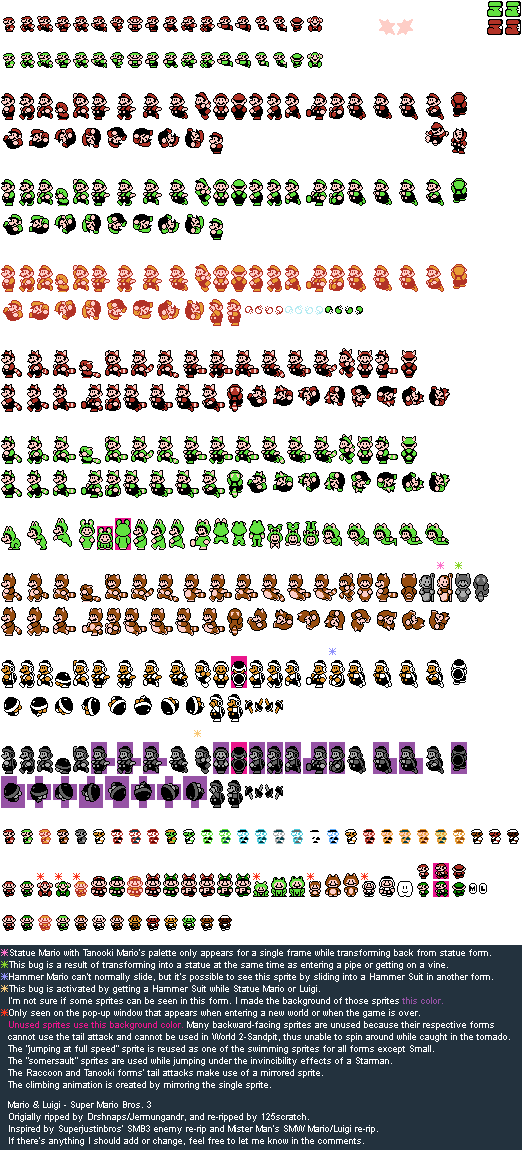 M L
Statue Mario with Tanooki Mario's palette only appears for a single frame while transforming back from statue form.
This bug is a result of transforming into a statue at the same time as entering a pipe or getting on a vine.
Hammer Mario can't normally slide, but it's possible to see this sprite by sliding into a Hammer Suit in another form.
This bug is activated by getting a Hammer Suit while Statue Mario or Luigi.
I'm not sure if some sprites can be seen in this form. I made the background of those sprites this color.
Only seen on the pop-up window that appears when entering a new world or when the game is over.
Unused sprites use this background color. Many backward-facing sprites are unused because their respective forms
cannot use the tail attack and cannot be used in World 2-Sandpit, thus unable to spin around while caught in the tornado.
The "jumping at full speed" sprite is reused as one of the swimming sprites for all forms except Small.
The "somersault" sprites are used while jumping under the invincibility effects of a Starman.
The Raccoon and Tanooki forms' tail attacks make use of a mirrored sprite.
The climbing animation is created by mirroring the single sprite.
Mario & Luigi - Super Mario Bros. 3
Origially ripped by Drshnaps/Jermungandr, and re-ripped by 125scratch.
Inspired by Superjustinbros' SMB3 enemy re-rip and Mister Man's SMW Mario/Luigi re-rip.
If there's anything I should add or change, feel free to let me know in the comments.